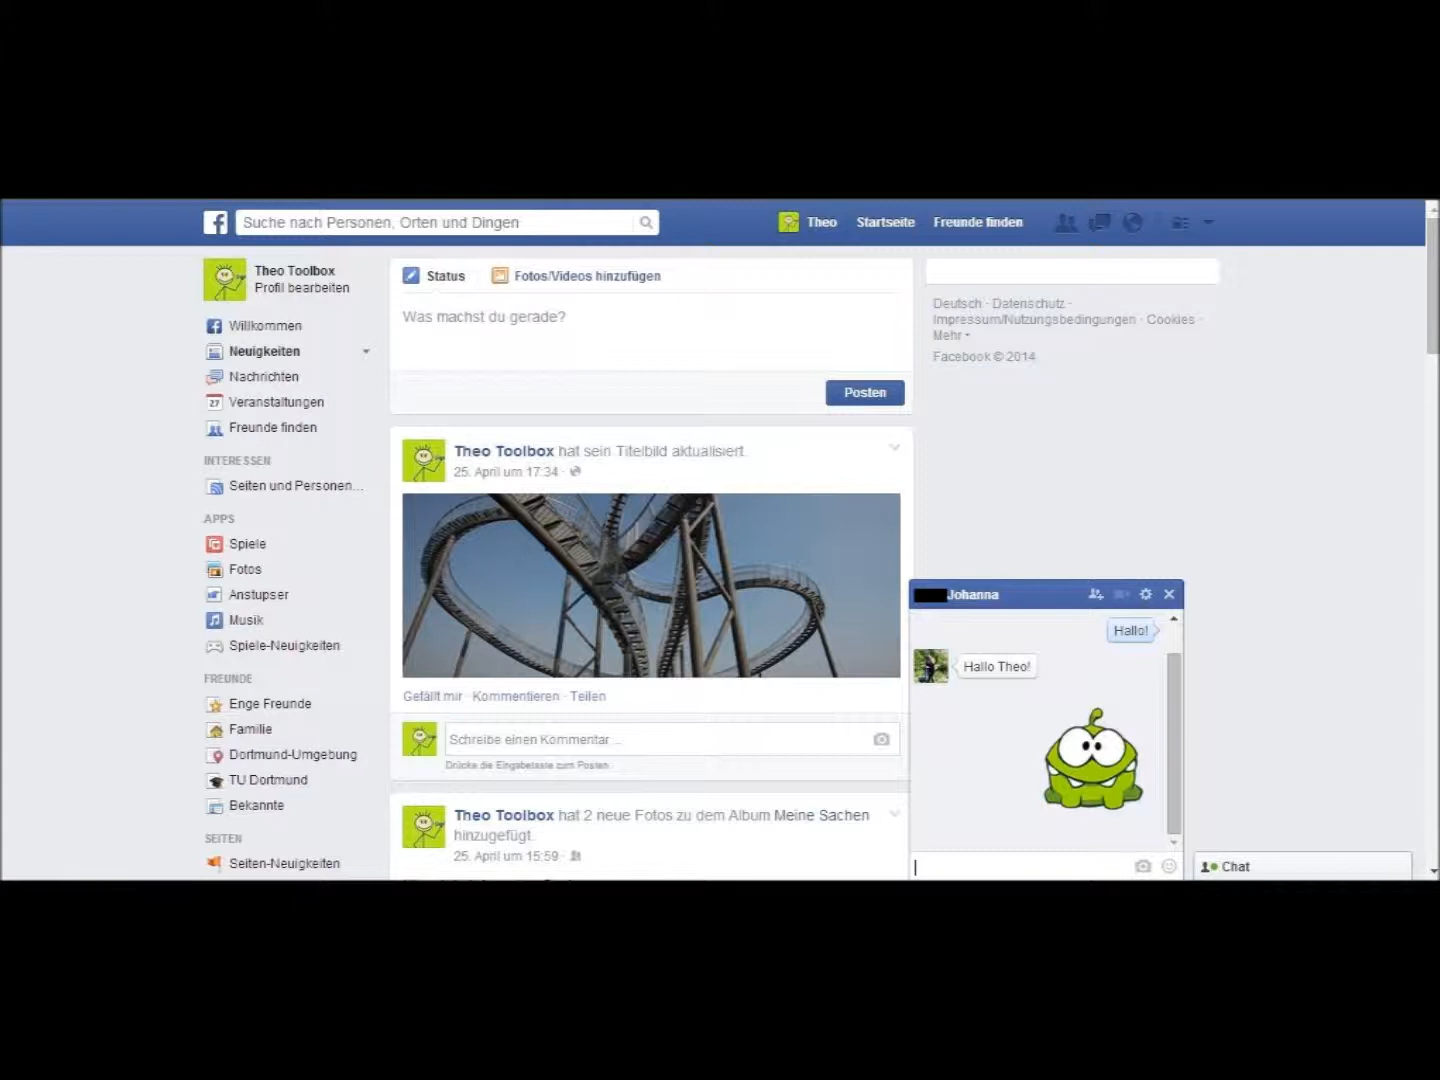 Suche nach Personen, Orten und Dingen
Theo
Startseite
Freunde finden
Theo Toolbox
Profil bearbeiten
Willkommen
Neuigkeiten
Nachrichten
27 Veranstaltungen
Freunde finden
INTERESSEN
Seiten und Personen...
APPS
Spiele
Fotos
Anstupser
Musik
Spiele-Neuigkeiten
FREUNDE
Enge Freunde
Familie
Dortmund-Umgebung
TU Dortmund
Bekannte
SEITEN
Seiten-Neuigkeiten
Status
Fotos/Videos hinzufügen
Was machst du gerade?
Posten
Theo Toolbox hat sein Titelbild aktualisiert.
25. April um 17:34 ·
Gefällt mir · Kommentieren · Teilen
Schreibe einen Kommentar ...
Drücke die Eingabetaste zum Posten.
Theo Toolbox hat 2 neue Fotos zu dem Album Meine Sachen
hinzugefügt.
25. April um 15:59 ·
Deutsch · Datenschutz ·
Impressum/Nutzungsbedingungen · Cookies ·
Mehr
Facebook © 2014
Johanna
Hallo!
Hallo Theo!
Chat